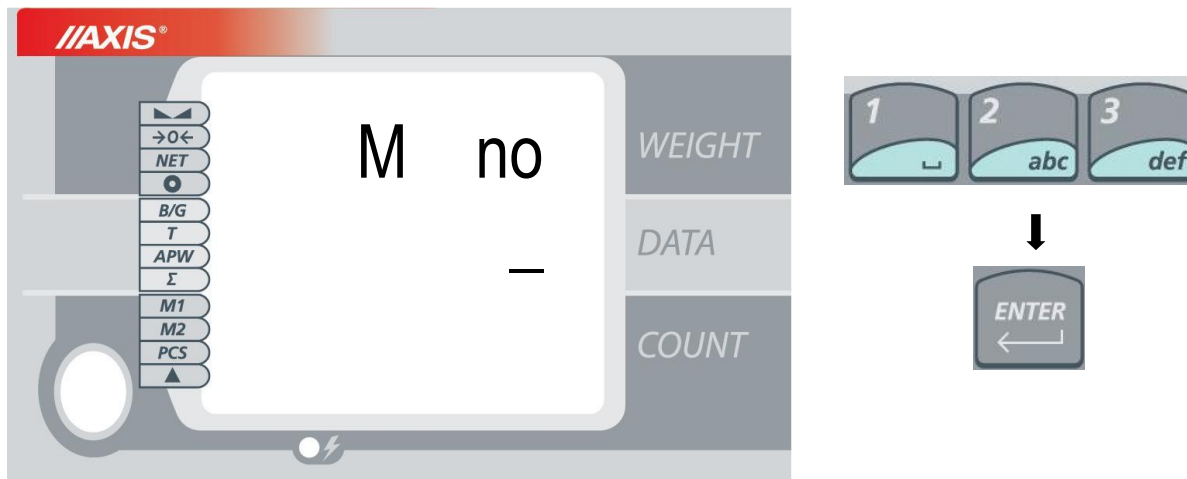 //AXIS®
→0←
NET
B/G
T
APW
Σ
M1
M2
PCS
M no
_
WEIGHT
DATA
COUNT
1
2 abc
3 def
ENTER